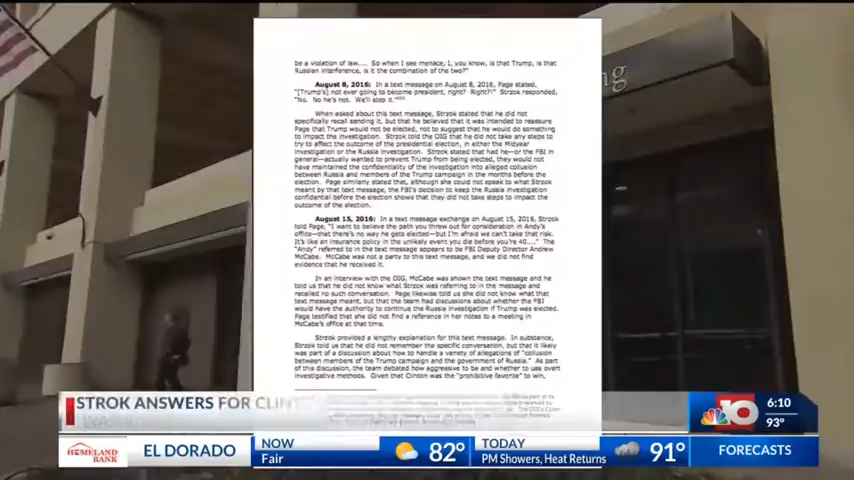 ng
be a violation of law.... So when I see menace, I, you know, is that Trump, is that
Russian interference, is it the combination of the two?"
August 8, 2016: In a text message on August 8, 2016, Page stated,
"[Trump's] not ever going to become president, right? Right?!" Strzok responded,
"No. No he's not. We'll stop it."
When asked about this text message, Strzok stated that he did not
specifically recall sending it, but that he believed that it was intended to reassure
Page that Trump would not be elected, not to suggest that he would do something
to impact the investigation. Strzok told the OIG that he did not take any steps to
try to affect the outcome of the presidential election, in either the Midyear
investigation or the Russia investigation. Strzok stated that had he—or the FBI in
general—actually wanted to prevent Trump from being elected, they would not
have maintained the confidentiality of the investigation into alleged collusion
between Russia and members of the Trump campaign in the months before the
election. Page similarly stated that, although she could not speak to what Strzok
meant by that text message, the FBI's decision to keep the Russia investigation
confidential before the election shows that they did not take steps to impact the
outcome of the election.
August 15, 2016: In a text message exchange on August 15, 2016, Strzok
told Page, "I want to believe the path you threw out for consideration in Andy's
office—that there's no way he gets elected—but I'm afraid we can't take that risk.
It's like an insurance policy in the unlikely event you die before you're 40...." The
"Andy" referred to in the text message appears to be FBI Deputy Director Andrew
McCabe. McCabe was not a party to this text message, and we did not find
evidence that he received it.
In an interview with the OIG, McCabe was shown the text message and he
told us that he did not know what Strzok was referring to in the message and
recalled no such conversation. Page likewise told us she did not know what that
text message meant, but that the team had discussions about whether the FBI
would have the authority to continue the Russia investigation if Trump was elected.
Page testified that she did not find a reference in her notes to a meeting in
McCabe's office at that time.
Strzok provided a lengthy explanation for this text message. In substance,
Strzok told us that he did not remember the specific conversation, but that it likely
was part of a discussion about how to handle a variety of allegations of "collusion
between members of the Trump campaign and the government of Russia." As part
of this discussion, the team debated how aggressive to be and whether to use overt
investigative methods. Given that Clinton was the "prohibitive favorite" to win,
STROK ANSWERS FOR CLINT
10
6:10
93°
HOMELAND
BANK
EL DORADO
NOW
Fair
82°
TODAY
PM Showers, Heat Returns
91°
FORECASTS